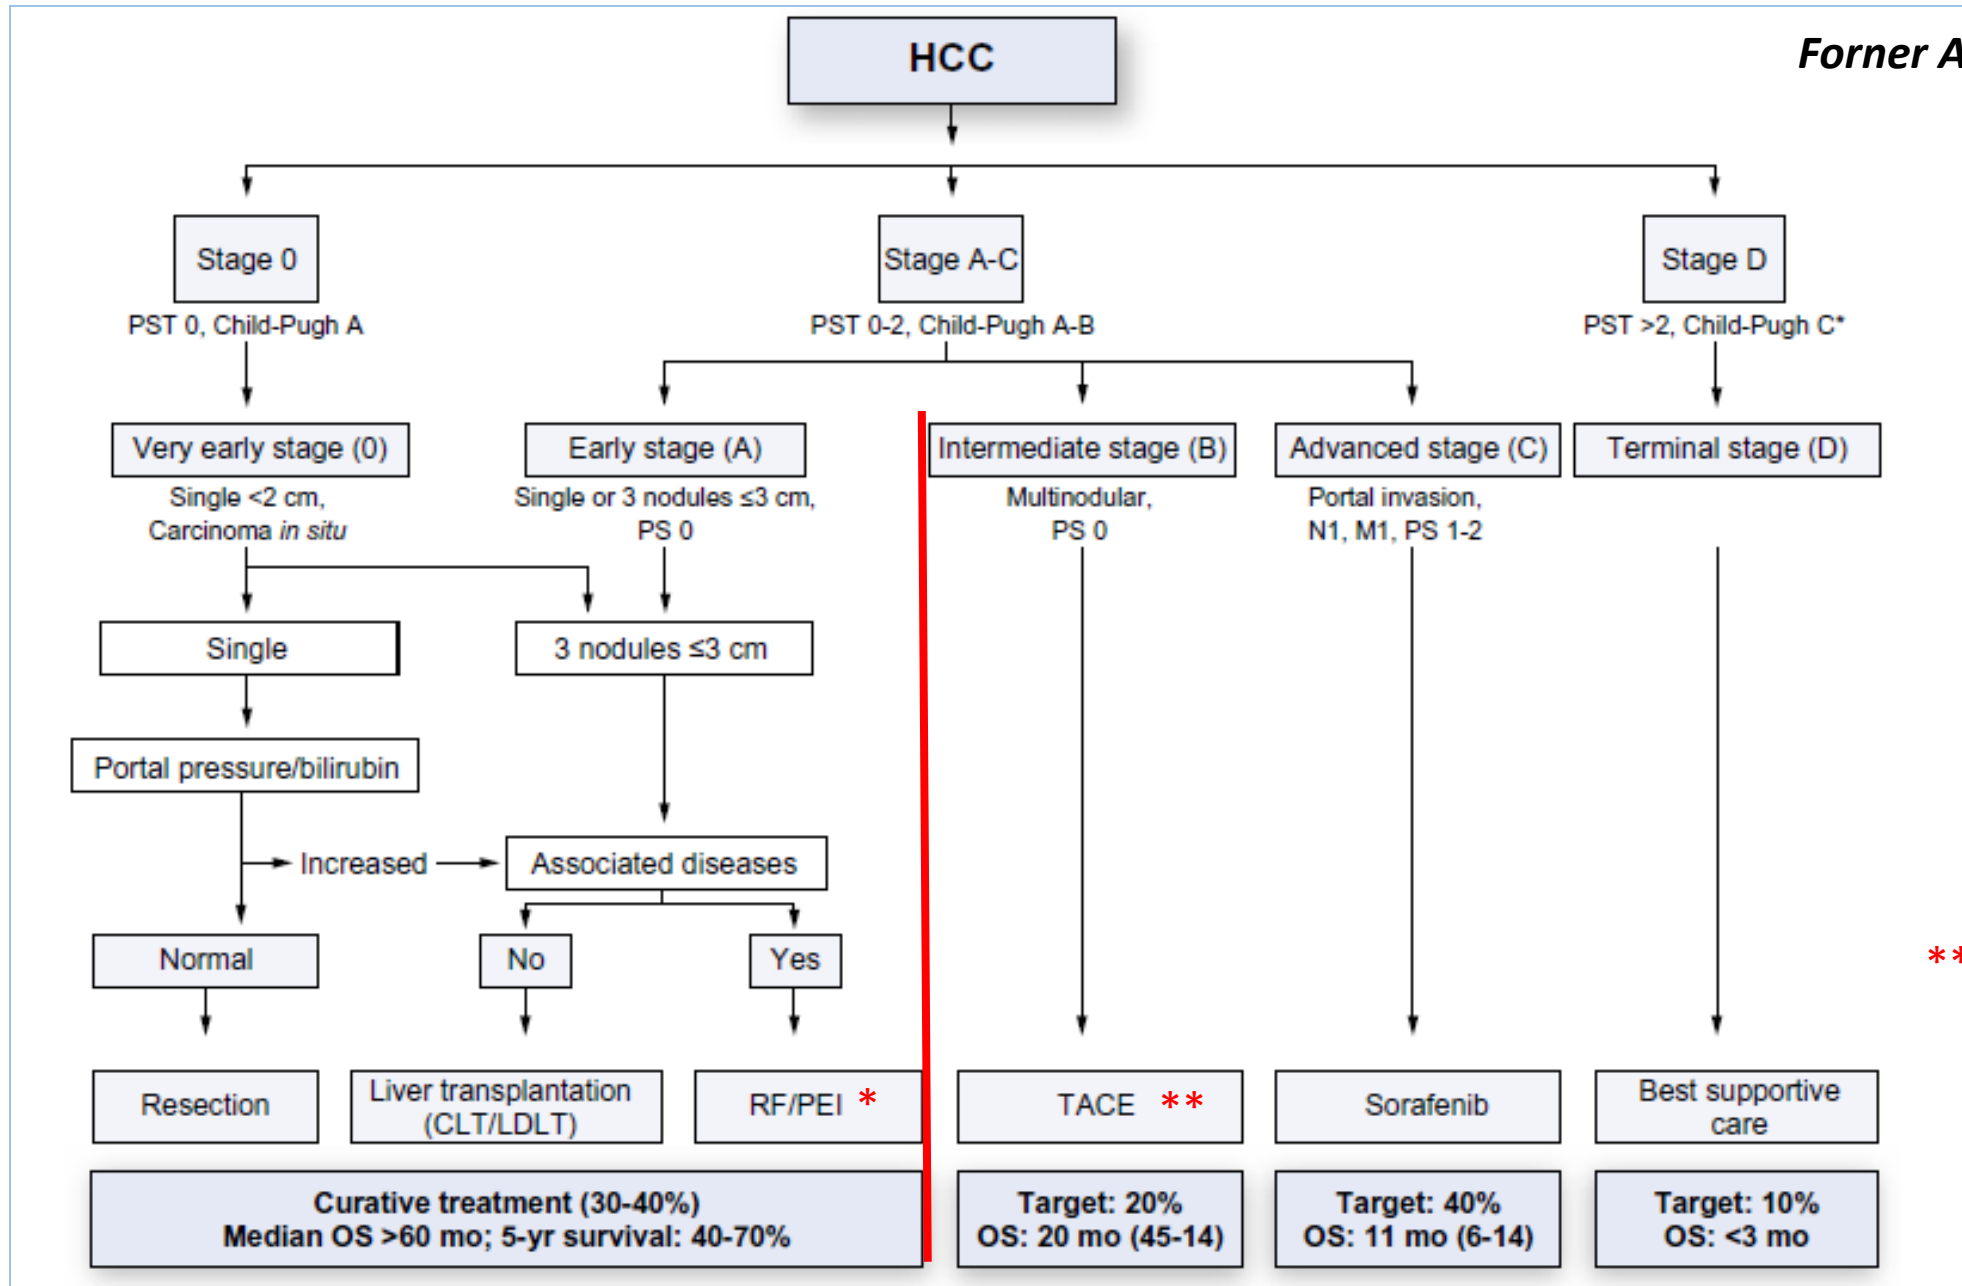 HCC
Forner A
Stage 0
Stage A-C
Stage D
PST 0, Child-Pugh A
PST 0-2, Child-Pugh A-B
PST >2, Child-Pugh C*
Very early stage (0)
Early stage (A)
Intermediate stage (B)
Advanced stage (C)
Terminal stage (D)
Single <2 cm,
Carcinoma in situ
Single or 3 nodules ≤3 cm,
PS 0
Multinodular,
PS 0
Portal invasion,
N1, M1, PS 1-2
Single
3 nodules ≤3 cm
Portal pressure/bilirubin
Increased
Associated diseases
Normal
No
Yes
**
Resection
Liver transplantation
(CLT/LDLT)
RF/PEI *
TACE **
Sorafenib
Best supportive
care
Curative treatment (30-40%)
Median OS >60 mo; 5-yr survival: 40-70%
Target: 20%
OS: 20 mo (45-14)
Target: 40%
OS: 11 mo (6-14)
Target: 10%
OS: <3 mo